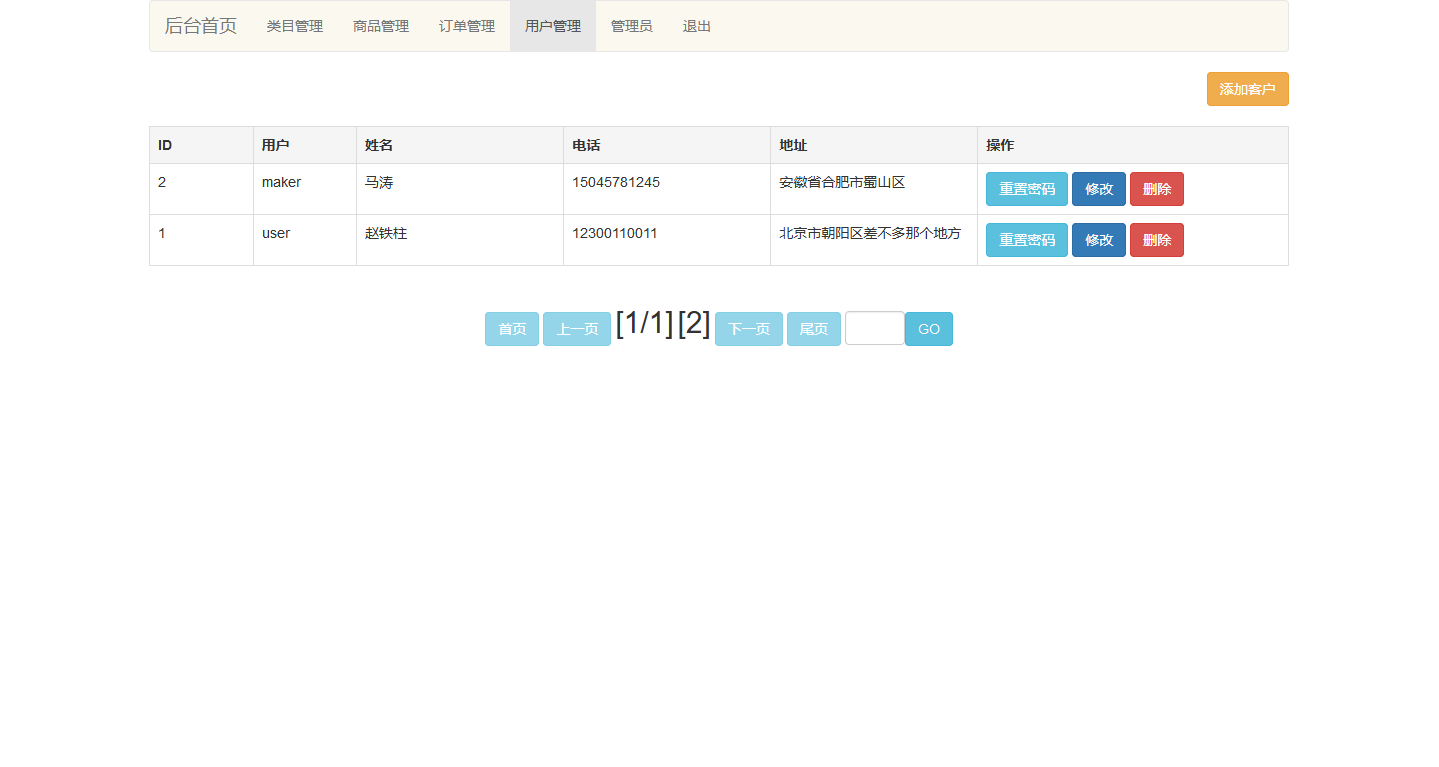 后台首页 类目管理 商品管理 订单管理 用户管理 管理员 退出
添加客户
ID 用户 姓名 电话 地址 操作
2 maker 马涛 15045781245 安徽省合肥市蜀山区 重置密码 修改 删除
1 user 赵铁柱 12300110011 北京市朝阳区差不多那个地方 重置密码 修改 删除
首页 上一页 [1/1] [2] 下一页 尾页 GO